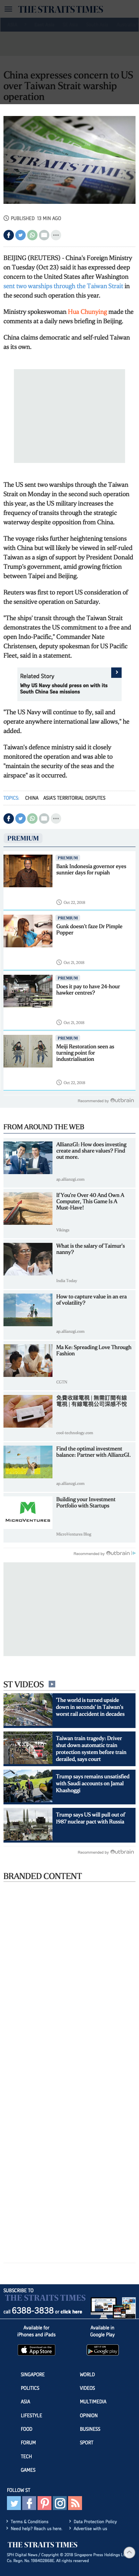 THE STRAITS TIMES
China expresses concern to US
over Taiwan Strait warship
operation
PUBLISHED: 13 MIN AGO
BEIJING (REUTERS) - China's Foreign Ministry
on Tuesday (Oct 23) said it has expressed deep
concern to the United States after Washington
sent two warships through the Taiwan Strait in
the second such operation this year.
Ministry spokeswoman Hua Chunying made the
comments at a daily news briefing in Beijing.
China claims democratic and self-ruled Taiwan
as its own.
The US sent two warships through the Taiwan
Strait on Monday in the second such operation
this year, as the US military increases the
frequency of transits through the strategic
waterway despite opposition from China.
The voyage risks further heightening tensions
with China but will likely be viewed in self-ruled
Taiwan as a sign of support by President Donald
Trump's government, amid growing friction
between Taipei and Beijing.
Reuters was first to report US consideration of
the sensitive operation on Saturday.
"The ships' transit through the Taiwan Strait
demonstrates the US commitment to a free and
open Indo-Pacific," Commander Nate
Christensen, deputy spokesman for US Pacific
Fleet, said in a statement.
Related Story
Why US Navy should press on with its
South China Sea missions
"The US Navy will continue to fly, sail and
operate anywhere international law allows," he
added.
Taiwan's defence ministry said it closely
monitored the operation and was able to
"maintain the security of the seas and the
airspace" as it occurred.
TOPICS: CHINA ASIA'S TERRITORIAL DISPUTES
PREMIUM
PREMIUM
Bank Indonesia governor eyes
sunnier days for rupiah
Oct 22, 2018
PREMIUM
Gunk doesn't faze Dr Pimple
Popper
Oct 21, 2018
PREMIUM
Does it pay to have 24-hour
hawker centres?
Oct 21, 2018
PREMIUM
Meiji Restoration seen as
turning point for
industrialisation
Oct 23, 2018
Recommended by Outbrain
FROM AROUND THE WEB
AllianzGI: How does investing
create and share values? Find
out more.
ap.allianzgi.com
If You're Over 40 And Own A
Computer, This Game Is A
Must-Have!
Vikings
What is the salary of Taimur's
nanny?
India Today
How to capture value in an era
of volatility?
ap.allianzgi.com
Ma Ke: Spreading Love Through
Fashion
CGTN
免費收睇電視 | 無需訂閱有線
電視 | 有線電視公司深感不悅
cool-technology.com
Find the optimal investment
balance. Partner with AllianzGI.
ap.allianzgi.com
MICROVENTURES
Building your Investment
Portfolio with Startups
MicroVentures Blog
Recommended by Outbrain
ST VIDEOS
'The world is turned upside
down in seconds' in Taiwan's
worst rail accident in decades
Taiwan train tragedy: Driver
shut down automatic train
protection system before train
derailed, says court
Trump says remains unsatisfied
with Saudi accounts on Jamal
Khashoggi
Trump says US will pull out of
1987 nuclear pact with Russia
Recommended by Outbrain
BRANDED CONTENT
SUBSCRIBE TO
THE STRAITS TIMES
call 6388-3838 or click here
Available for
iPhones and iPads
Available in
Google Play
App Store
Google play
SINGAPORE
WORLD
POLITICS
VIDEOS
ASIA
MULTIMEDIA
LIFESTYLE
OPINION
FOOD
BUSINESS
FORUM
SPORT
TECH
GAMES
FOLLOW ST
Terms & Conditions
Data Protection Policy
Need help? Reach us here.
Advertise with us
THE STRAITS TIMES
SPH Digital News / Copyright © 2018 Singapore Press Holdings
Co. Regn. No. 198402868E. All rights reserved